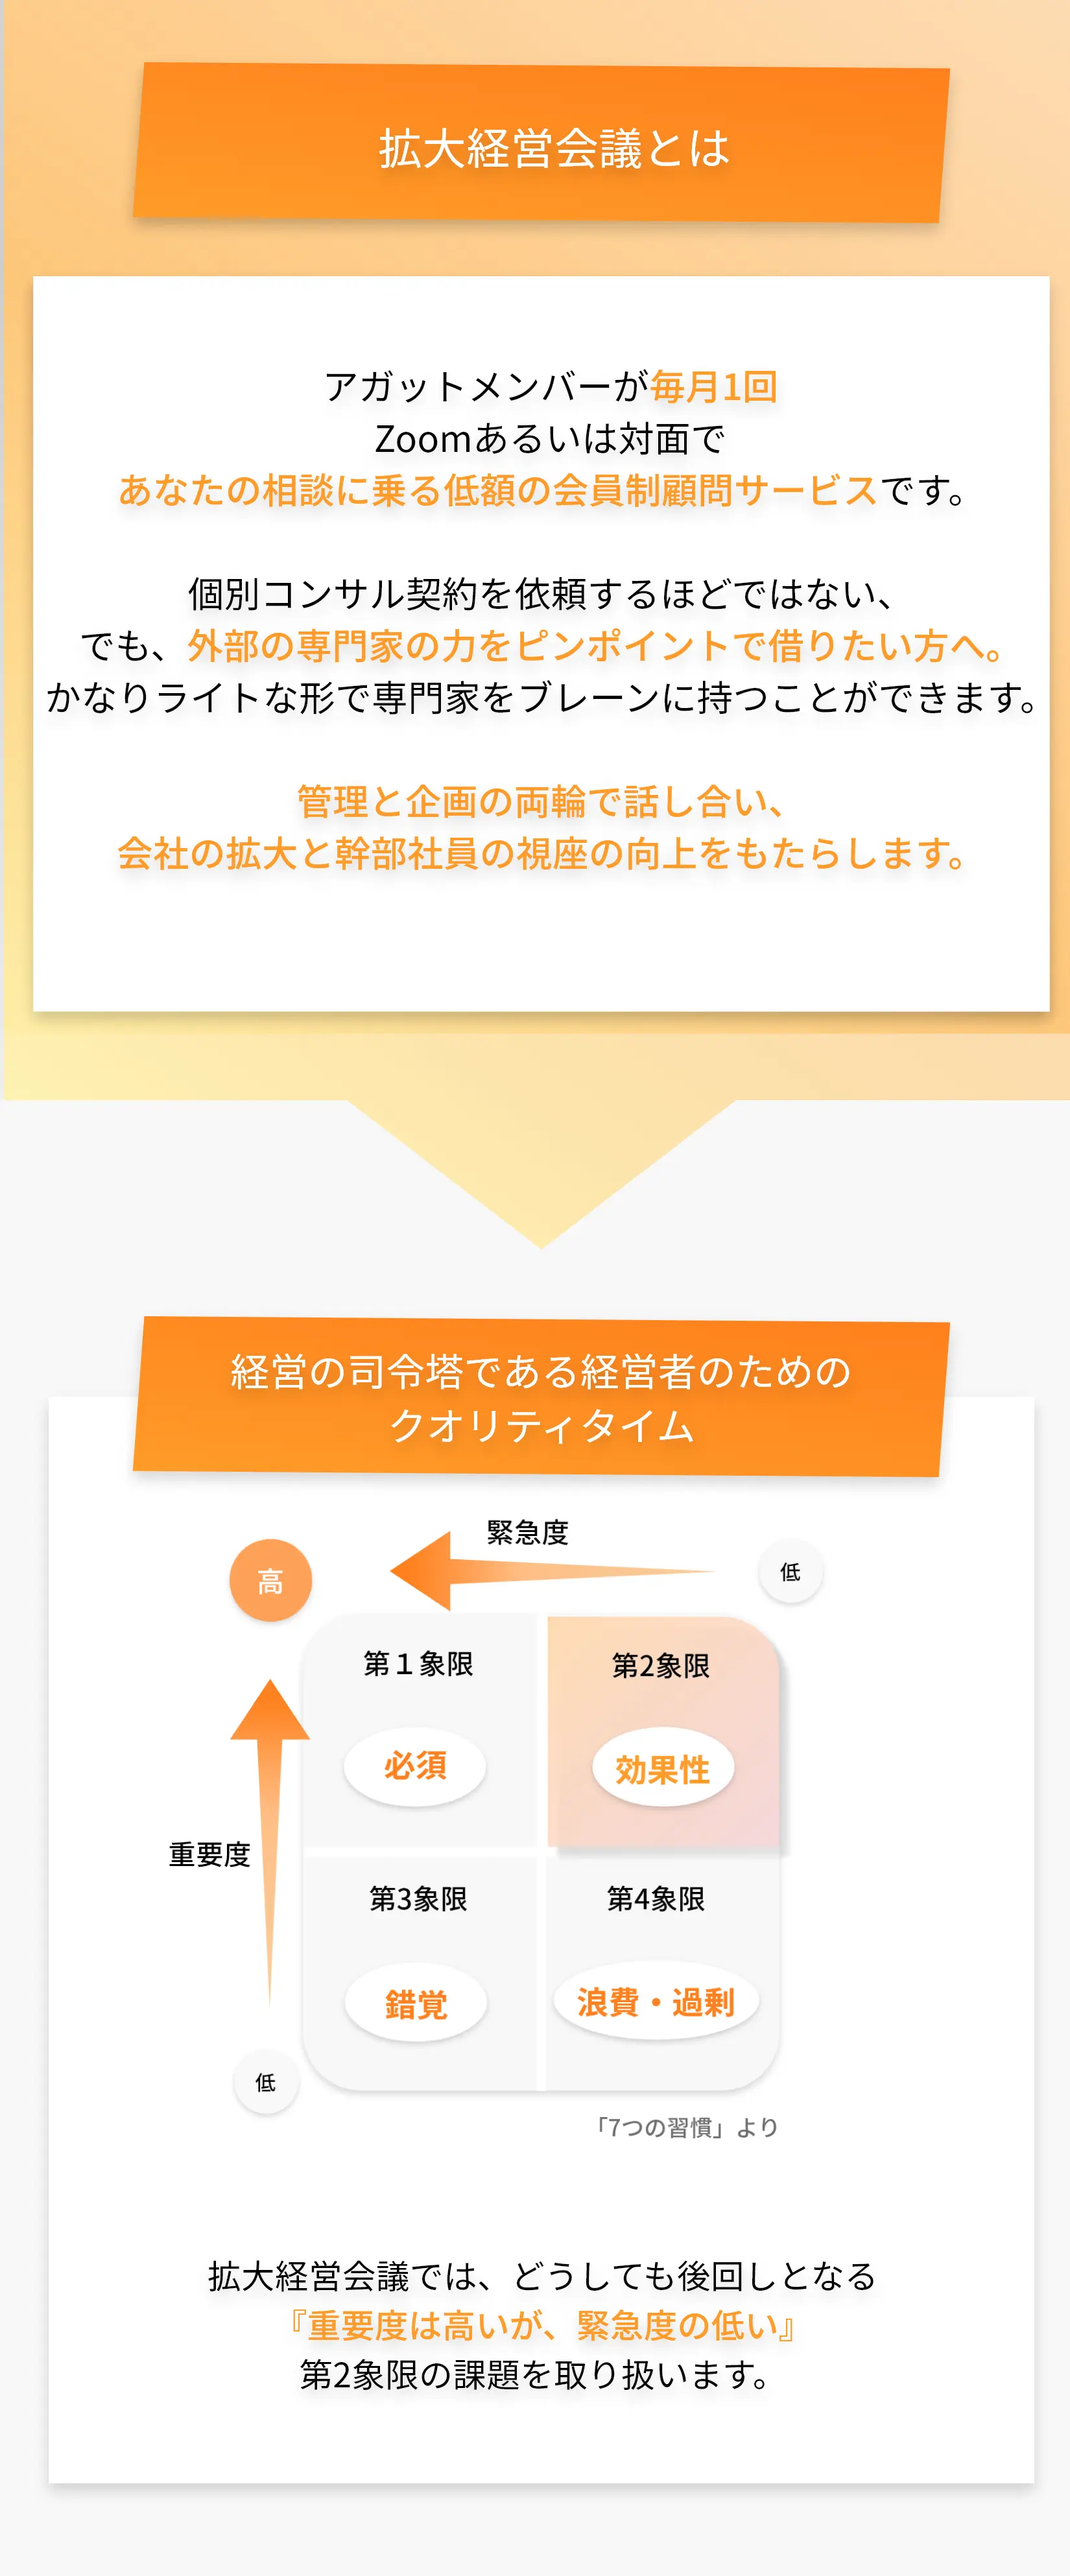 拡大経営会議とは
アガットメンバーが毎月1回
Zoomあるいは対面で
あなたの相談に乗る低額の会員制顧問サービスです。
個別コンサル契約を依頼するほどではない、
でも、外部の専門家の力をピンポイントで借りたい方へ。
かなりライトな形で専門家をブレーンに持つことができます。
管理と企画の両輪で話し合い、
会社の拡大と幹部社員の視座の向上をもたらします。
経営の司令塔である経営者のための
クオリティタイム
緊急度
高
低
第１象限
第2象限
必須
効果性
重要度
第3象限
第4象限
錯覚
浪費・過剰
低
「7つの習慣」より
拡大経営会議では、どうしても後回しとなる
『重要度は高いが、緊急度の低い』
第2象限の課題を取り扱います。